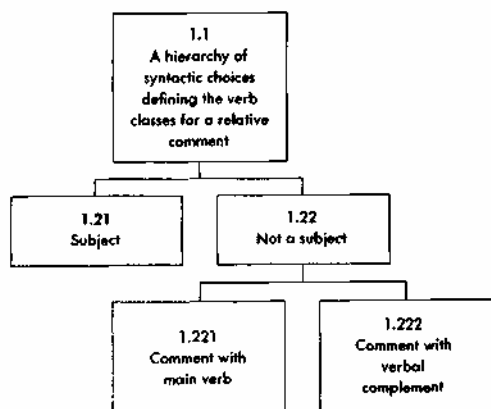 1.1
A hierarchy of
syntactic choices
defining the verb
classes for a relative
comment
1.21
Subject
1.22
Not a subject
1.221
Comment with
main verb
1.222
Comment with
verbal
complement